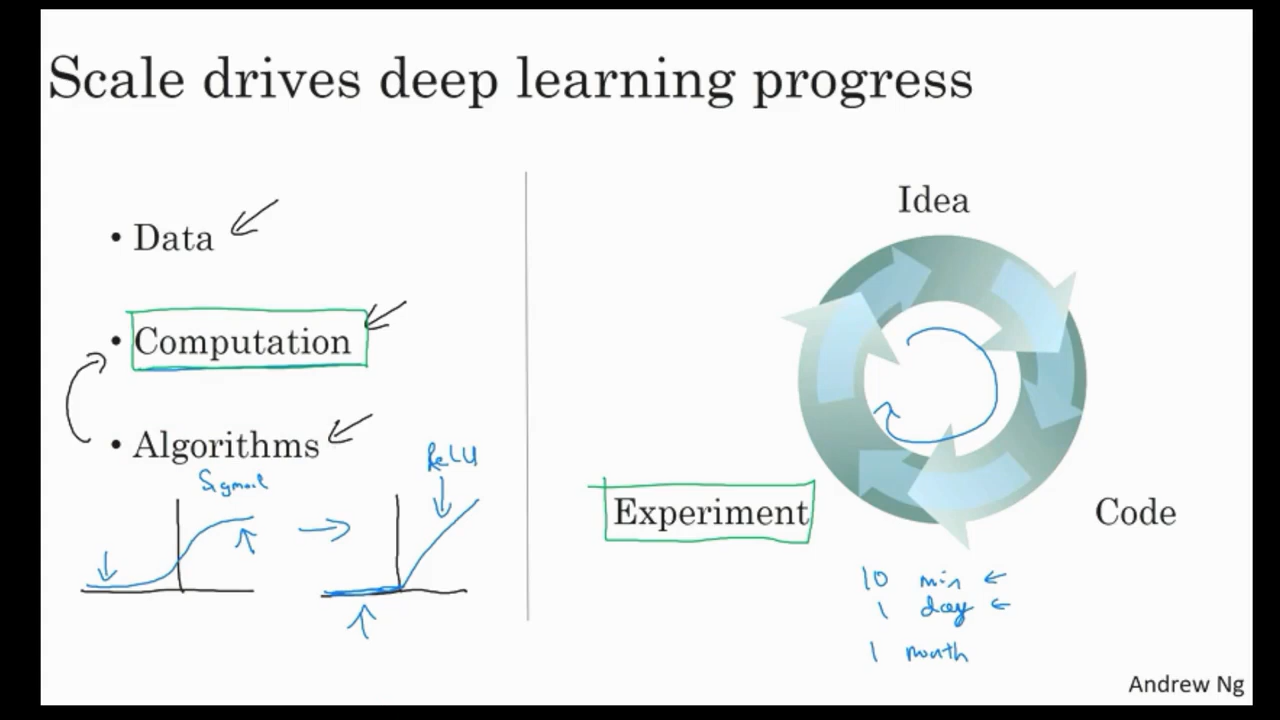 Scale drives deep learning progress
• Data
• Computation
• Algorithms
Sigmoid
ReLU
Idea
Experiment
Code
10 min
1 day
1 month
Andrew Ng